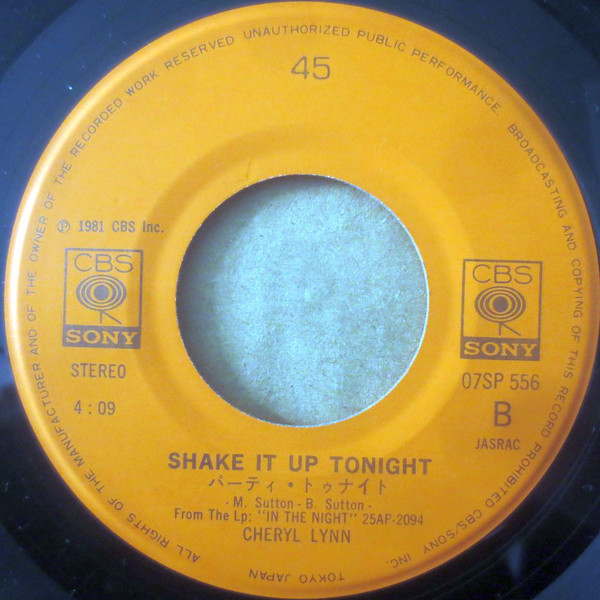 ALL RIGHTS OF THE MANUFACTURER AND OF THE OWNER OF THE RECORDED WORK RESERVED UNAUTHORIZED PUBLIC PERFORMANCE. BROADCASTING AND COPYING OF THIS RECORD PROHIBITED CBS/SONY INC.
TOKYO JAPAN
45
℗ 1981 CBS Inc.
CBS
SONY
STEREO
4:09
CBS
SONY
07SP 556
B
JASRAC
SHAKE IT UP TONIGHT
パーティ・トゥナイト
- M. Sutton - B. Sutton -
From The Lp: "IN THE NIGHT" 25AP-2094
CHERYL LYNN